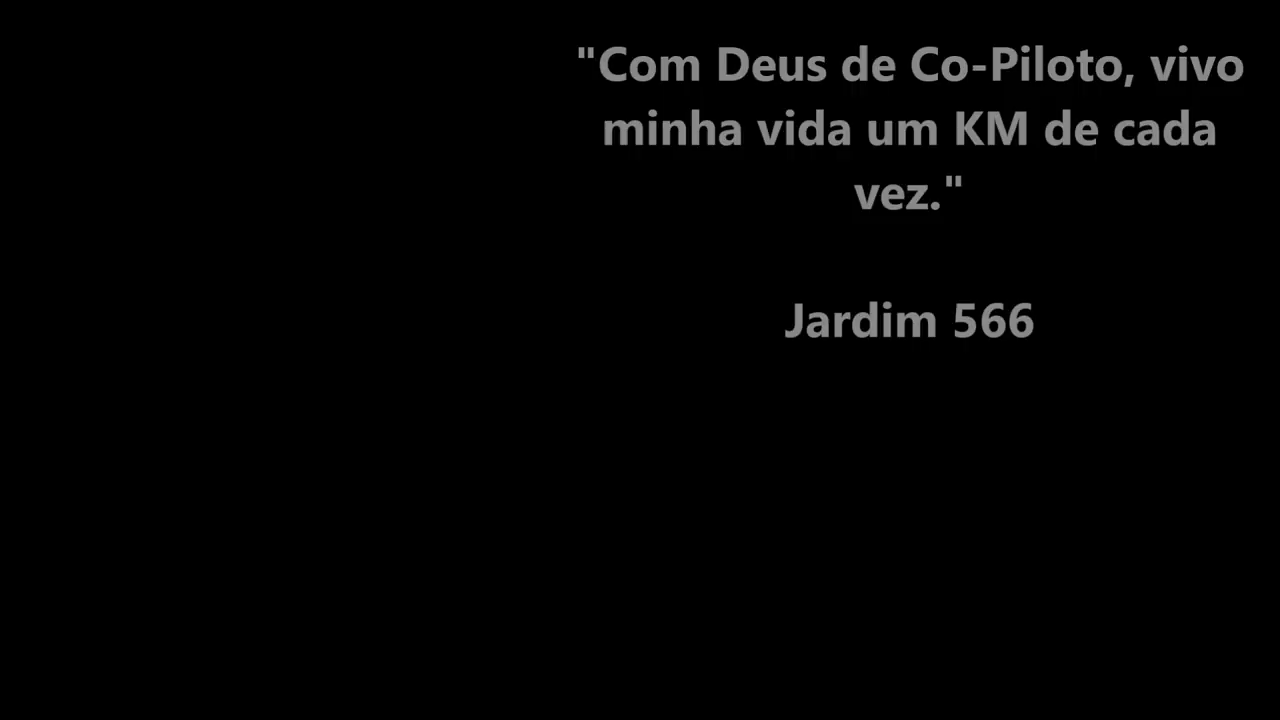 "Com Deus de Co-Piloto, vivo
minha vida um KM de cada
vez."
Jardim 566